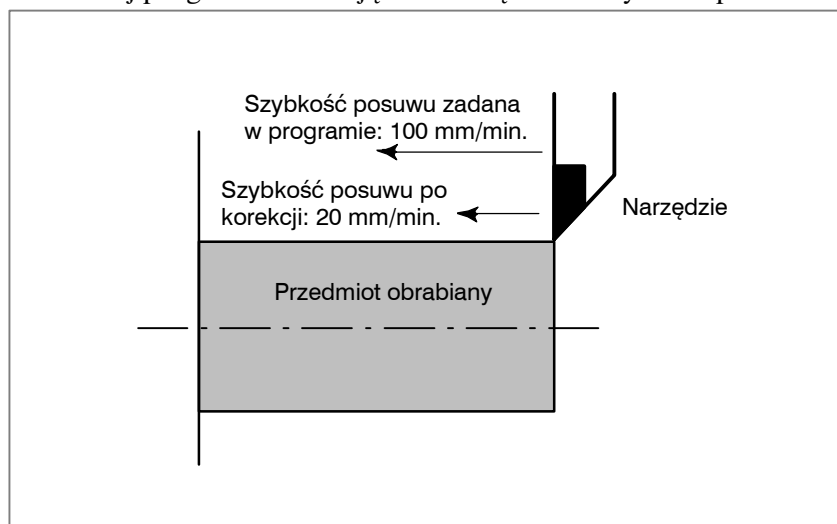 Szybkość posuwu zadana
w programie: 100 mm/min.
Szybkość posuwu po
korekcji: 20 mm/min.
Narzędzie
Przedmiot obrabiany